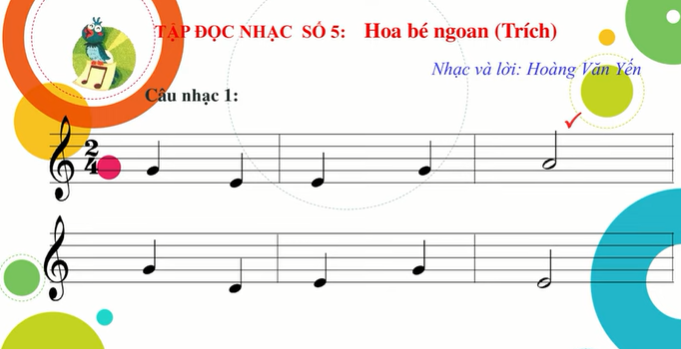 TẬP ĐỌC NHẠC SỐ 5: Hoa bé ngoan (Trích)
Nhạc và lời: Hoàng Văn Yến
Câu nhạc 1:
2
4